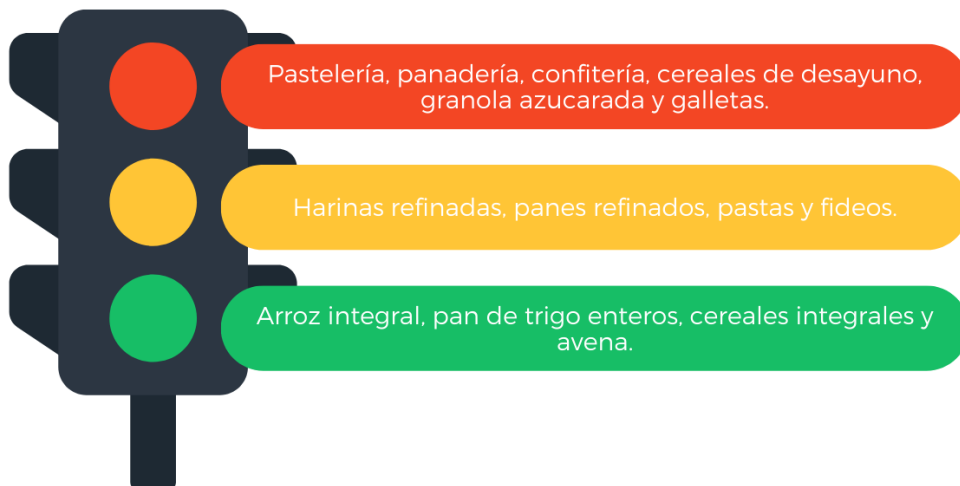 Pastelería, panadería, confitería, cereales de desayuno,
granola azucarada y galletas.
Harinas refinadas, panes refinados, pastas y fideos.
Arroz integral, pan de trigo enteros, cereales integrales y
avena.